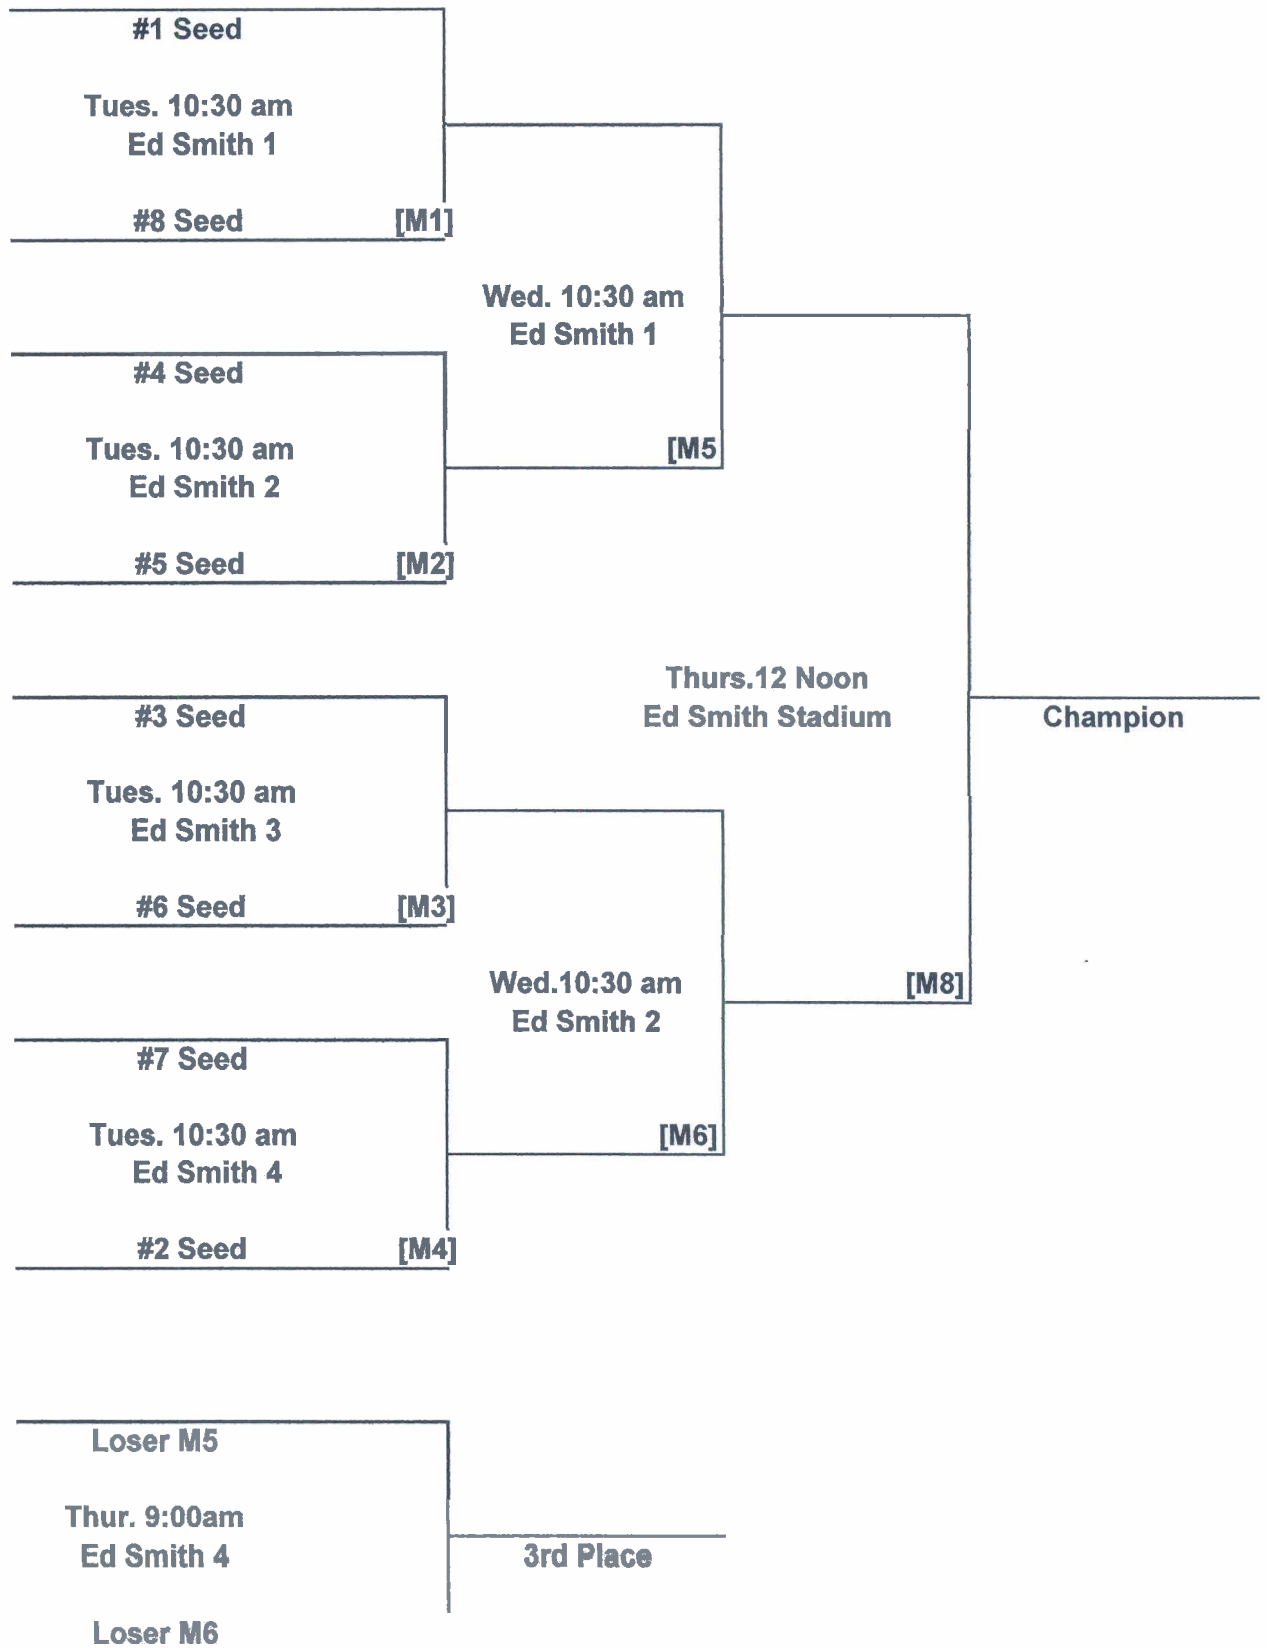 #1 Seed
Tues. 10:30 am
Ed Smith 1
#8 Seed [M1]
Wed. 10:30 am
Ed Smith 1
#4 Seed
Tues. 10:30 am
Ed Smith 2
[M5
#5 Seed [M2]
Thurs.12 Noon
Ed Smith Stadium
Champion
#3 Seed
Tues. 10:30 am
Ed Smith 3
#6 Seed [M3]
Wed.10:30 am
Ed Smith 2
[M8]
#7 Seed
Tues. 10:30 am
Ed Smith 4
[M6]
#2 Seed [M4]
Loser M5
Thur. 9:00am
Ed Smith 4
3rd Place
Loser M6